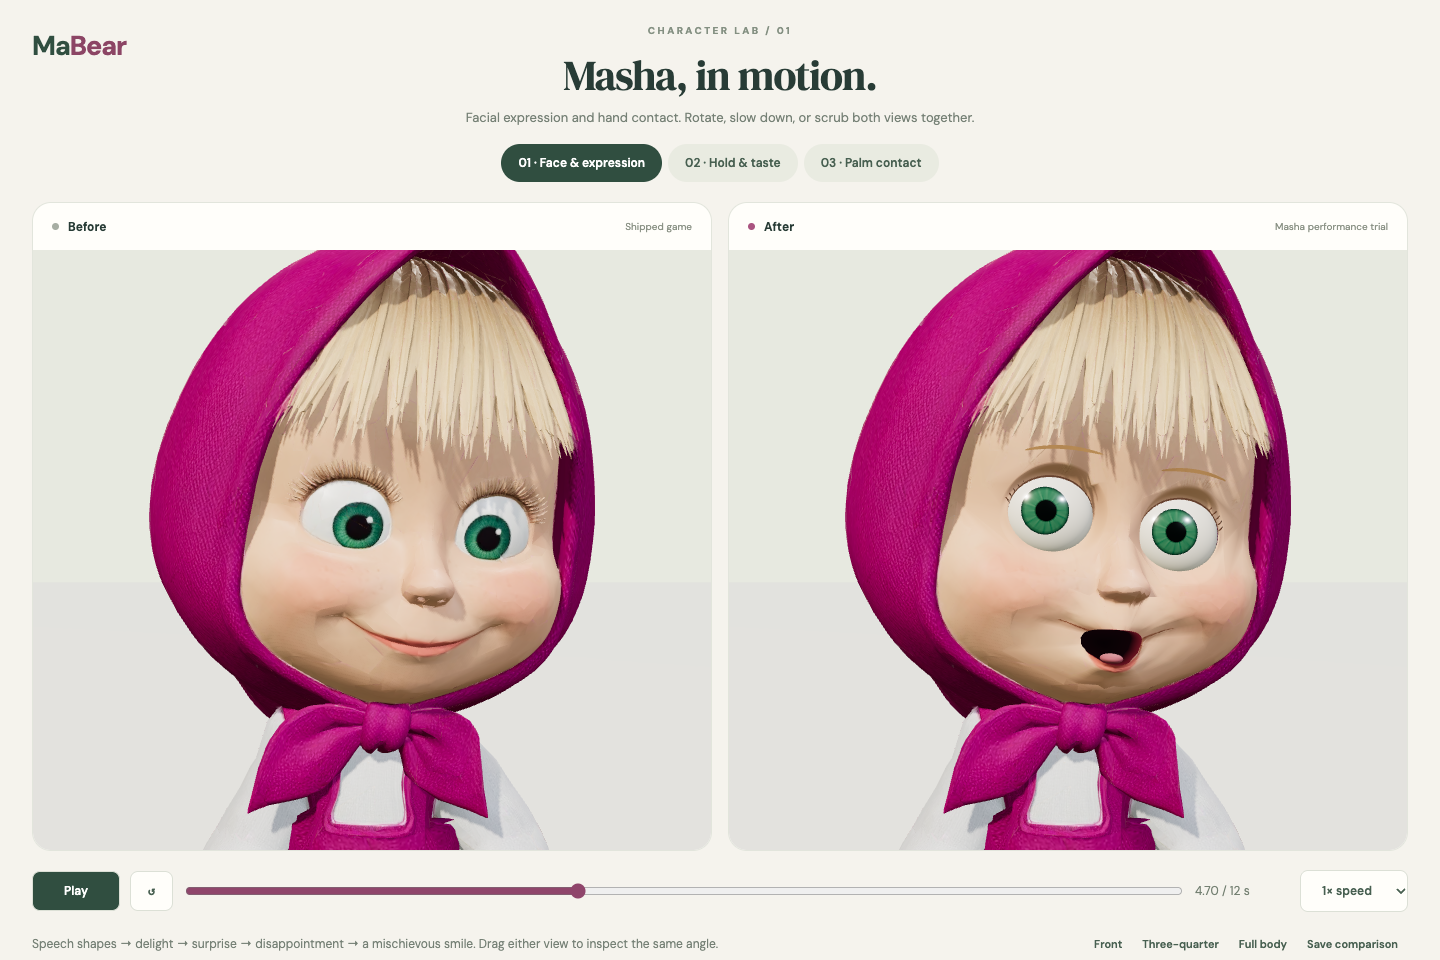 MaBear
CHARACTER LAB / 01
Masha, in motion.
Facial expression and hand contact. Rotate, slow down, or scrub both views together.
01 · Face & expression
02 · Hold & taste
03 · Palm contact
Before
Shipped game
After
Masha performance trial
Play
↺
4.70 / 12 s
1× speed
Speech shapes → delight → surprise → disappointment → a mischievous smile. Drag either view to inspect the same angle.
Front
Three-quarter
Full body
Save comparison